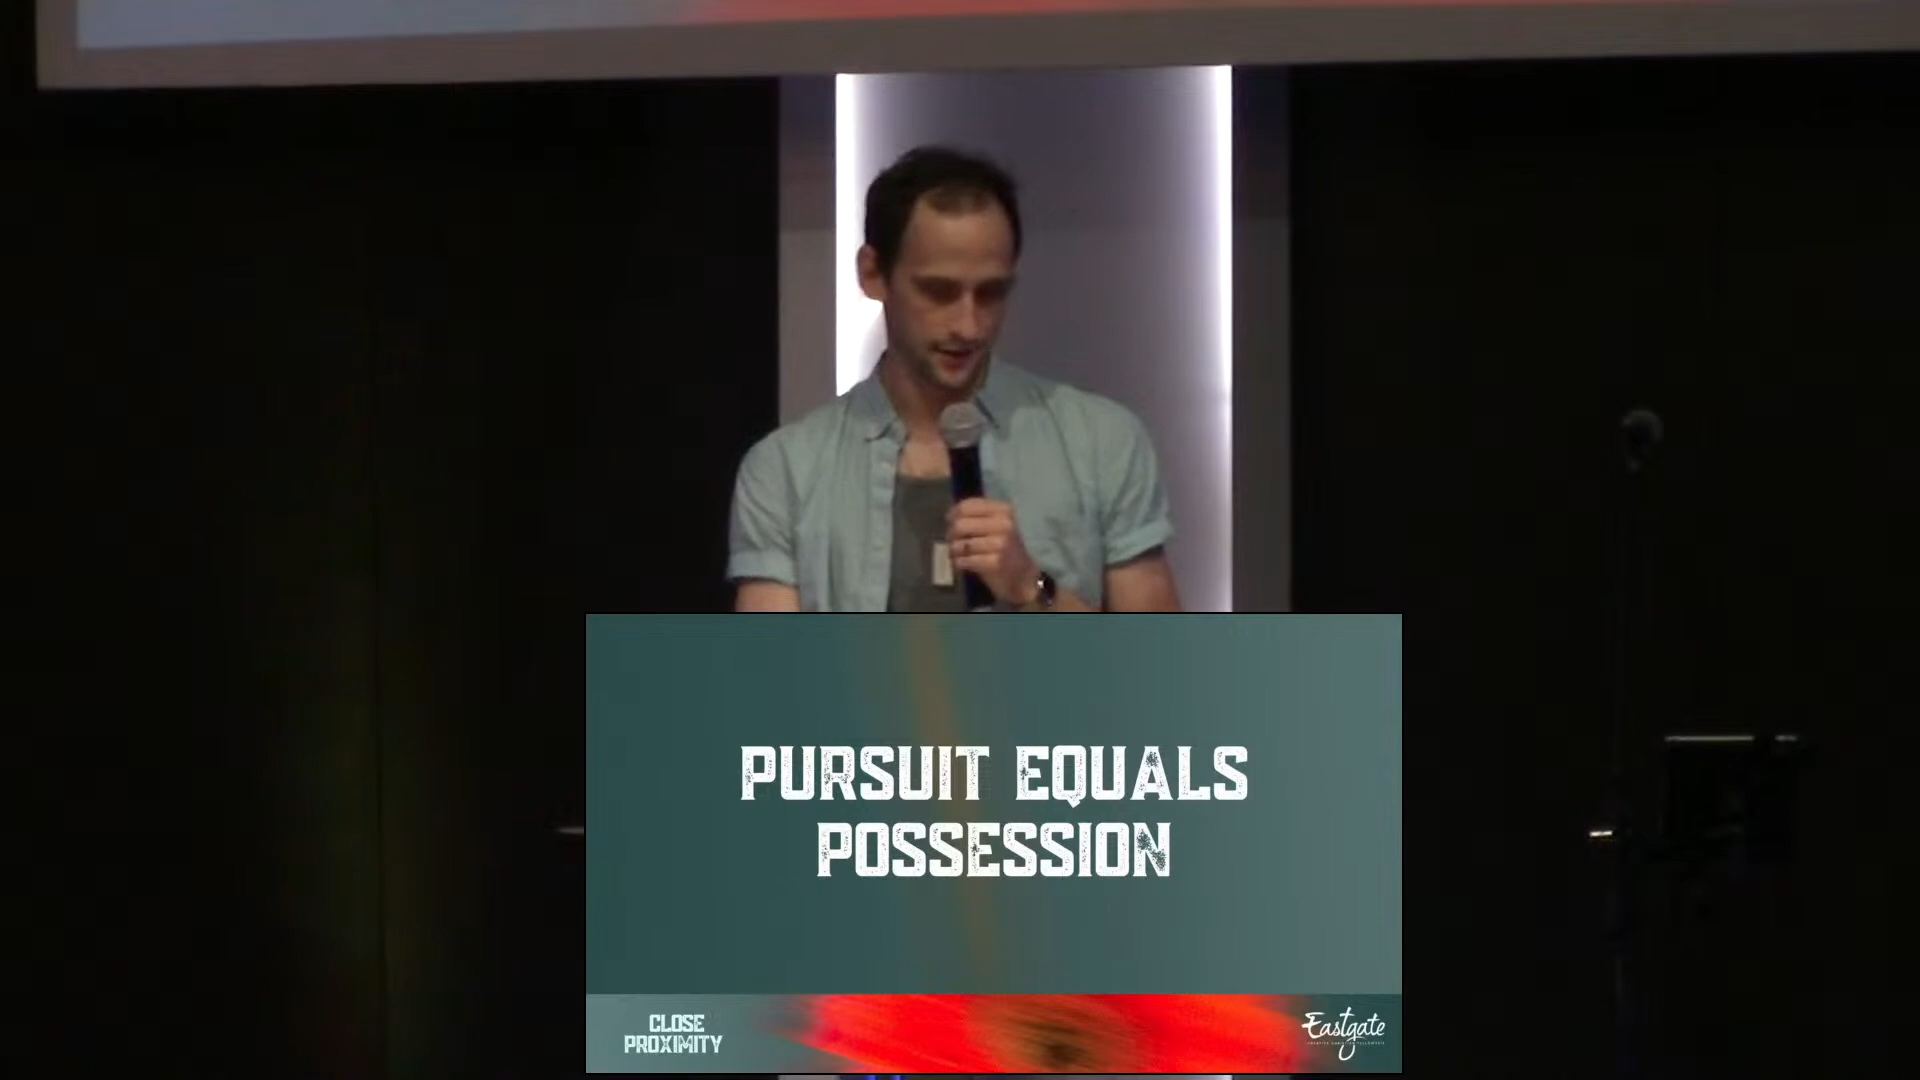 PURSUIT EQUALS
POSSESSION
CLOSE
PROXIMITY
Eastgate